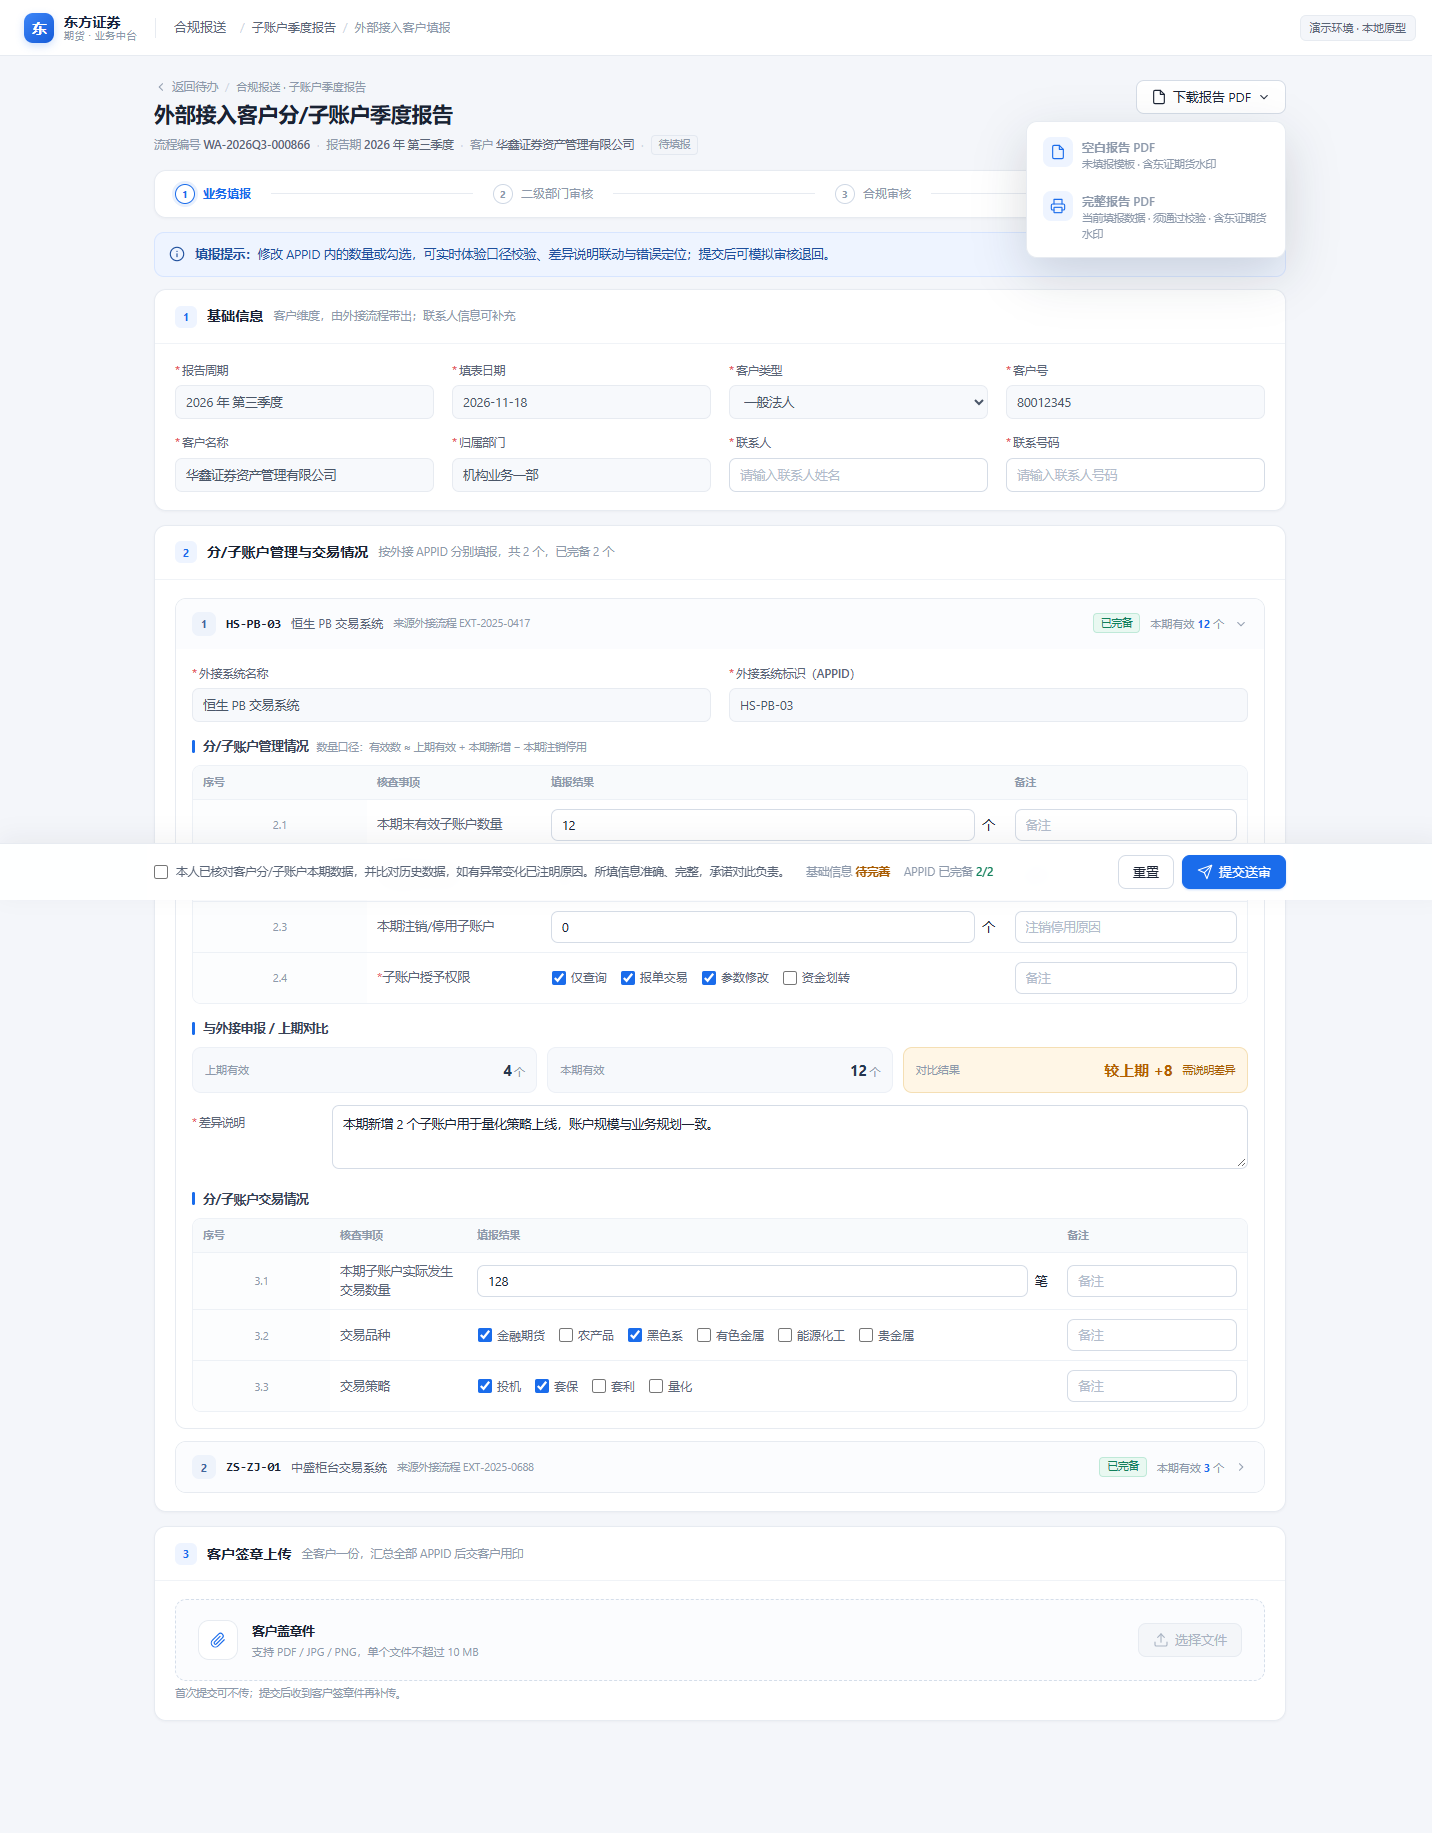 东 东方证券
期货 · 业务中台
合规报送 / 子账户季度报告 / 外部接入客户填报
演示环境 · 本地原型
返回待办 / 合规报送 · 子账户季度报告
外部接入客户分/子账户季度报告
流程编号 WA-2026Q3-000866 · 报告期 2026 年 第三季度 · 客户 华鑫证券资产管理有限公司 · 待填报
下载报告 PDF
空白报告 PDF
未填报模板 · 含东证期货水印
完整报告 PDF
当前填报数据 · 须通过校验 · 含东证期货
水印
1 业务填报
2 二级部门审核
3 合规审核
填报提示：修改 APPID 内的数量或勾选，可实时体验口径校验、差异说明联动与错误定位；提交后可模拟审核退回。
1 基础信息 客户维度，由外接流程带出；联系人信息可补充
*报告周期 *填表日期 *客户类型 *客户号
2026 年 第三季度 2026-11-18 一般法人 80012345
*客户名称 *归属部门 *联系人 *联系号码
华鑫证券资产管理有限公司 机构业务一部 请输入联系人姓名 请输入联系人号码
2 分/子账户管理与交易情况 按外接 APPID 分别填报，共 2 个，已完备 2 个
1 HS-PB-03 恒生 PB 交易系统 来源外接流程 EXT-2025-0417 已完备 本期有效 12 个
*外接系统名称 *外接系统标识（APPID）
恒生 PB 交易系统 HS-PB-03
分/子账户管理情况 数量口径：有效数 ≈ 上期有效 + 本期新增 − 本期注销停用
序号 核查事项 填报结果 备注
2.1 本期末有效子账户数量 12 个 备注
本人已核对客户分/子账户本期数据，并比对历史数据，如有异常变化已注明原因。所填信息准确、完整，承诺对此负责。 基础信息 待完善 APPID 已完备 2/2 重置 提交送审
2.3 本期注销/停用子账户 0 个 注销停用原因
2.4 *子账户授予权限 仅查询 报单交易 参数修改 资金划转 备注
与外接申报 / 上期对比
上期有效 4 个 本期有效 12 个 对比结果 较上期 +8 需说明差异
*差异说明 本期新增 2 个子账户用于量化策略上线，账户规模与业务规划一致。
分/子账户交易情况
序号 核查事项 填报结果 备注
3.1 本期子账户实际发生
交易数量 128 笔 备注
3.2 交易品种 金融期货 农产品 黑色系 有色金属 能源化工 贵金属 备注
3.3 交易策略 投机 套保 套利 量化 备注
2 ZS-ZJ-01 中盛柜台交易系统 来源外接流程 EXT-2025-0688 已完备 本期有效 3 个
3 客户签章上传 全客户一份，汇总全部 APPID 后交客户用印
客户盖章件
支持 PDF / JPG / PNG，单个文件不超过 10 MB
选择文件
首次提交可不传；提交后收到客户签章件再补传。